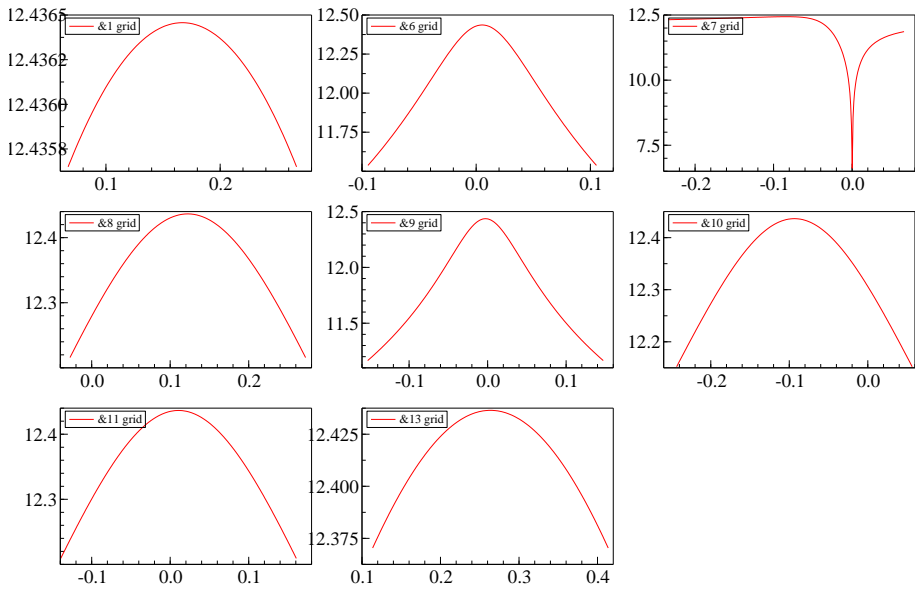 &1 grid
12.4365
12.4362
12.4360
12.4358
0.1 0.2
&6 grid
12.50
12.25
12.00
11.75
-0.1 0.0 0.1
&7 grid
12.5
10.0
7.5
-0.2 -0.1 0.0
&8 grid
12.4
12.3
0.0 0.1 0.2
&9 grid
12.5
12.0
11.5
-0.1 0.0 0.1
&10 grid
12.4
12.3
12.2
-0.2 -0.1 0.0
&11 grid
12.4
12.3
-0.1 0.0 0.1
&13 grid
12.425
12.400
12.375
0.1 0.2 0.3 0.4